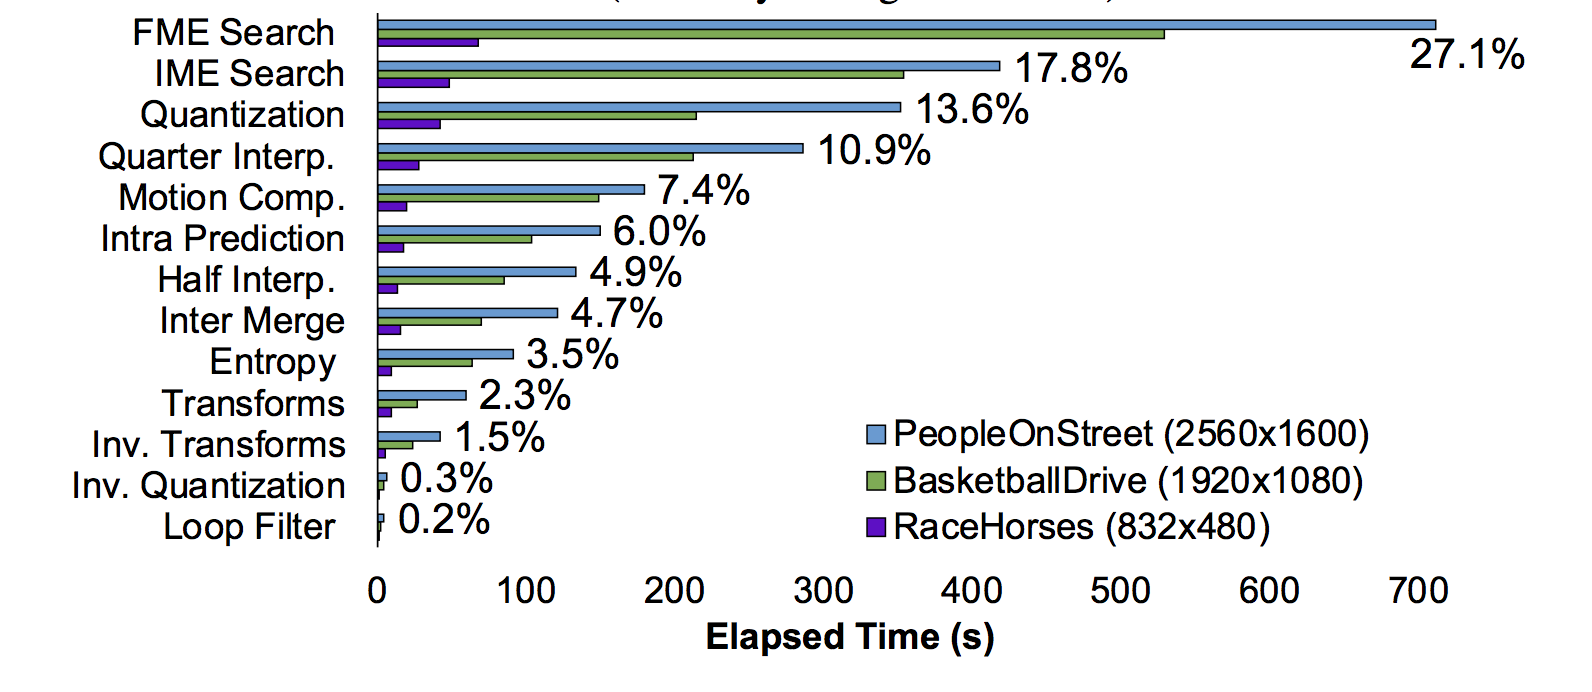 FME Search
27.1%
IME Search 17.8%
Quantization 13.6%
Quarter Interp. 10.9%
Motion Comp. 7.4%
Intra Prediction 6.0%
Half Interp. 4.9%
Inter Merge 4.7%
Entropy 3.5%
Transforms 2.3%
Inv. Transforms 1.5%
Inv. Quantization 0.3%
Loop Filter 0.2%
PeopleOnStreet (2560x1600)
BasketballDrive (1920x1080)
RaceHorses (832x480)
0 100 200 300 400 500 600 700
Elapsed Time (s)